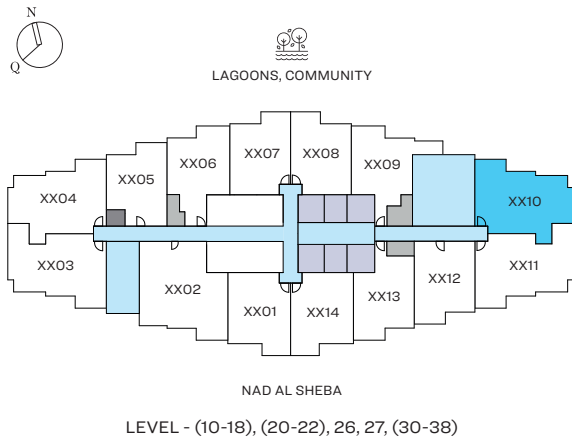 N
Q
LAGOONS, COMMUNITY
XX07
XX08
XX06
XX09
XX05
XX04
XX10
XX03
XX11
XX02
XX12
XX01
XX14
XX13
NAD AL SHEBA
LEVEL - (10-18), (20-22), 26, 27, (30-38)